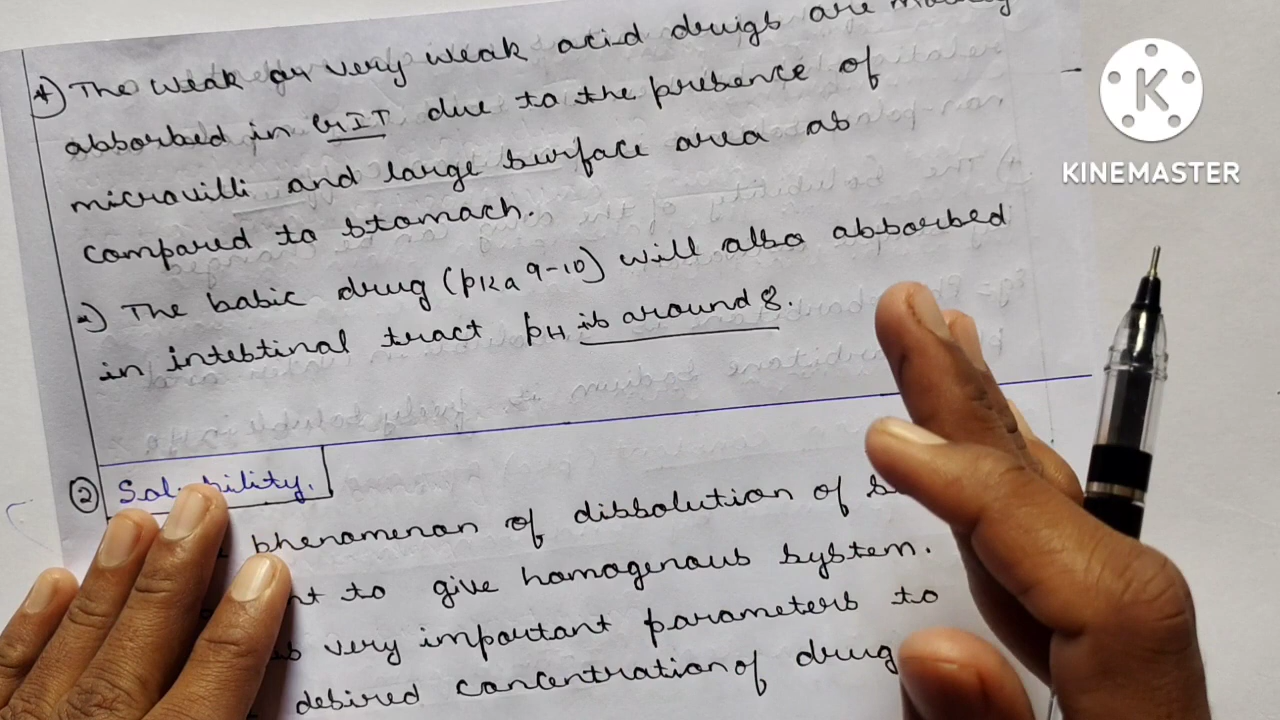 *) The weak or very weak acid drugs are mainly
absorbed in GIT due to the presence of
microvilli and large surface area as
compared to stomach.
-) The basic drug (pKa 9-10) will also absorbed
in intestinal tract pH is around 8.
② Solubility.
phenomenon of dissolution of
to give homogenous system.
very important parameters to
desired concentration of drug
K
KINEMASTER